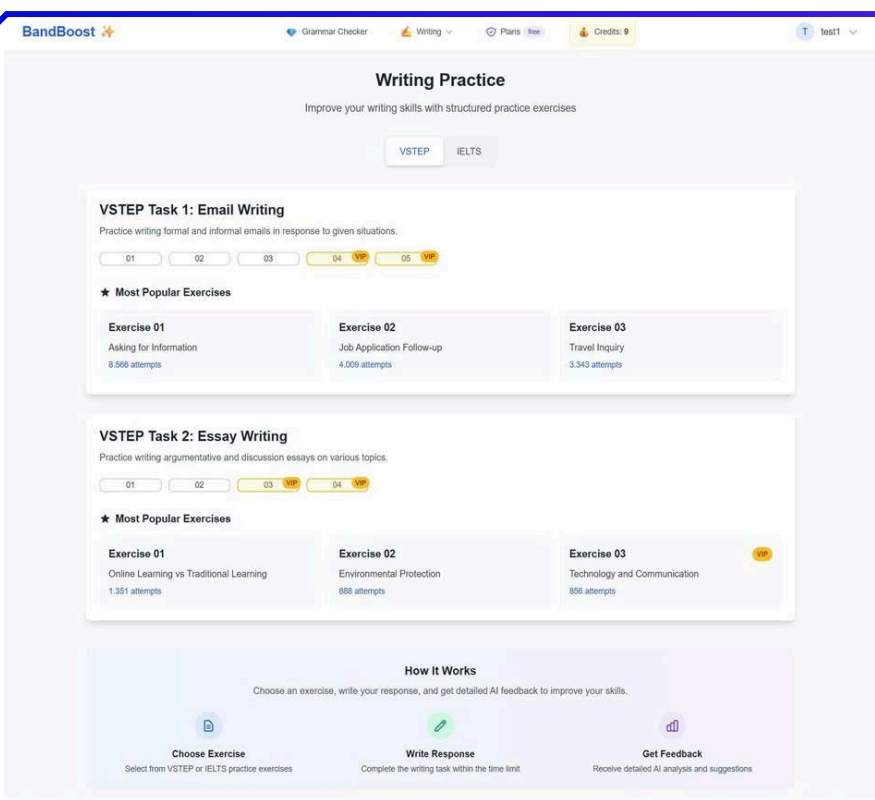 BandBoost ✨
💎 Grammar Checker ✍️ Writing Plans free 💰 Credits: 9 T test1
Writing Practice
Improve your writing skills with structured practice exercises
VSTEP IELTS
VSTEP Task 1: Email Writing
Practice writing formal and informal emails in response to given situations.
01 02 03 04 VIP 05 VIP
★ Most Popular Exercises
Exercise 01 Exercise 02 Exercise 03
Asking for Information Job Application Follow-up Travel Inquiry
8.566 attempts 4.009 attempts 3.343 attempts
VSTEP Task 2: Essay Writing
Practice writing argumentative and discussion essays on various topics.
01 02 03 VIP 04 VIP
★ Most Popular Exercises
Exercise 01 Exercise 02 Exercise 03 VIP
Online Learning vs Traditional Learning Environmental Protection Technology and Communication
1.351 attempts 888 attempts 856 attempts
How It Works
Choose an exercise, write your response, and get detailed AI feedback to improve your skills.
Choose Exercise Write Response Get Feedback
Select from VSTEP or IELTS practice exercises Complete the writing task within the time limit Receive detailed AI analysis and suggestions